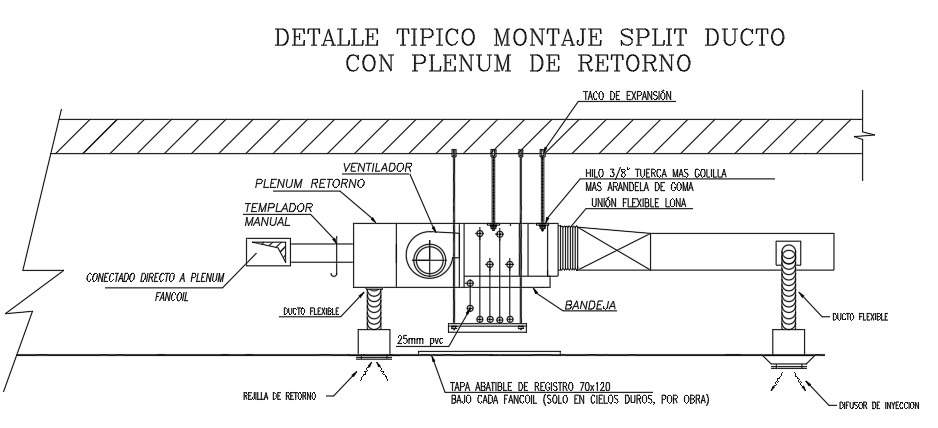 DETALLE TIPICO MONTAJE SPLIT DUCTO
CON PLENUM DE RETORNO
TACO DE EXPANSIÓN
VENTILADOR
PLENUM RETORNO
HILO 3/8" TUERCA MAS GOLILLA
MAS ARANDELA DE GOMA
UNIÓN FLEXIBLE LONA
TEMPLADOR
MANUAL
CONECTADO DIRECTO A PLENUM
FANCOIL
DUCTO FLEXIBLE
BANDEJA
DUCTO FLEXIBLE
25mm pvc
REJILLA DE RETORNO
TAPA ABATIBLE DE REGISTRO 70x120
BAJO CADA FANCOIL (SOLO EN CIELOS DUROS, POR OBRA)
DIFUSOR DE INYECCION